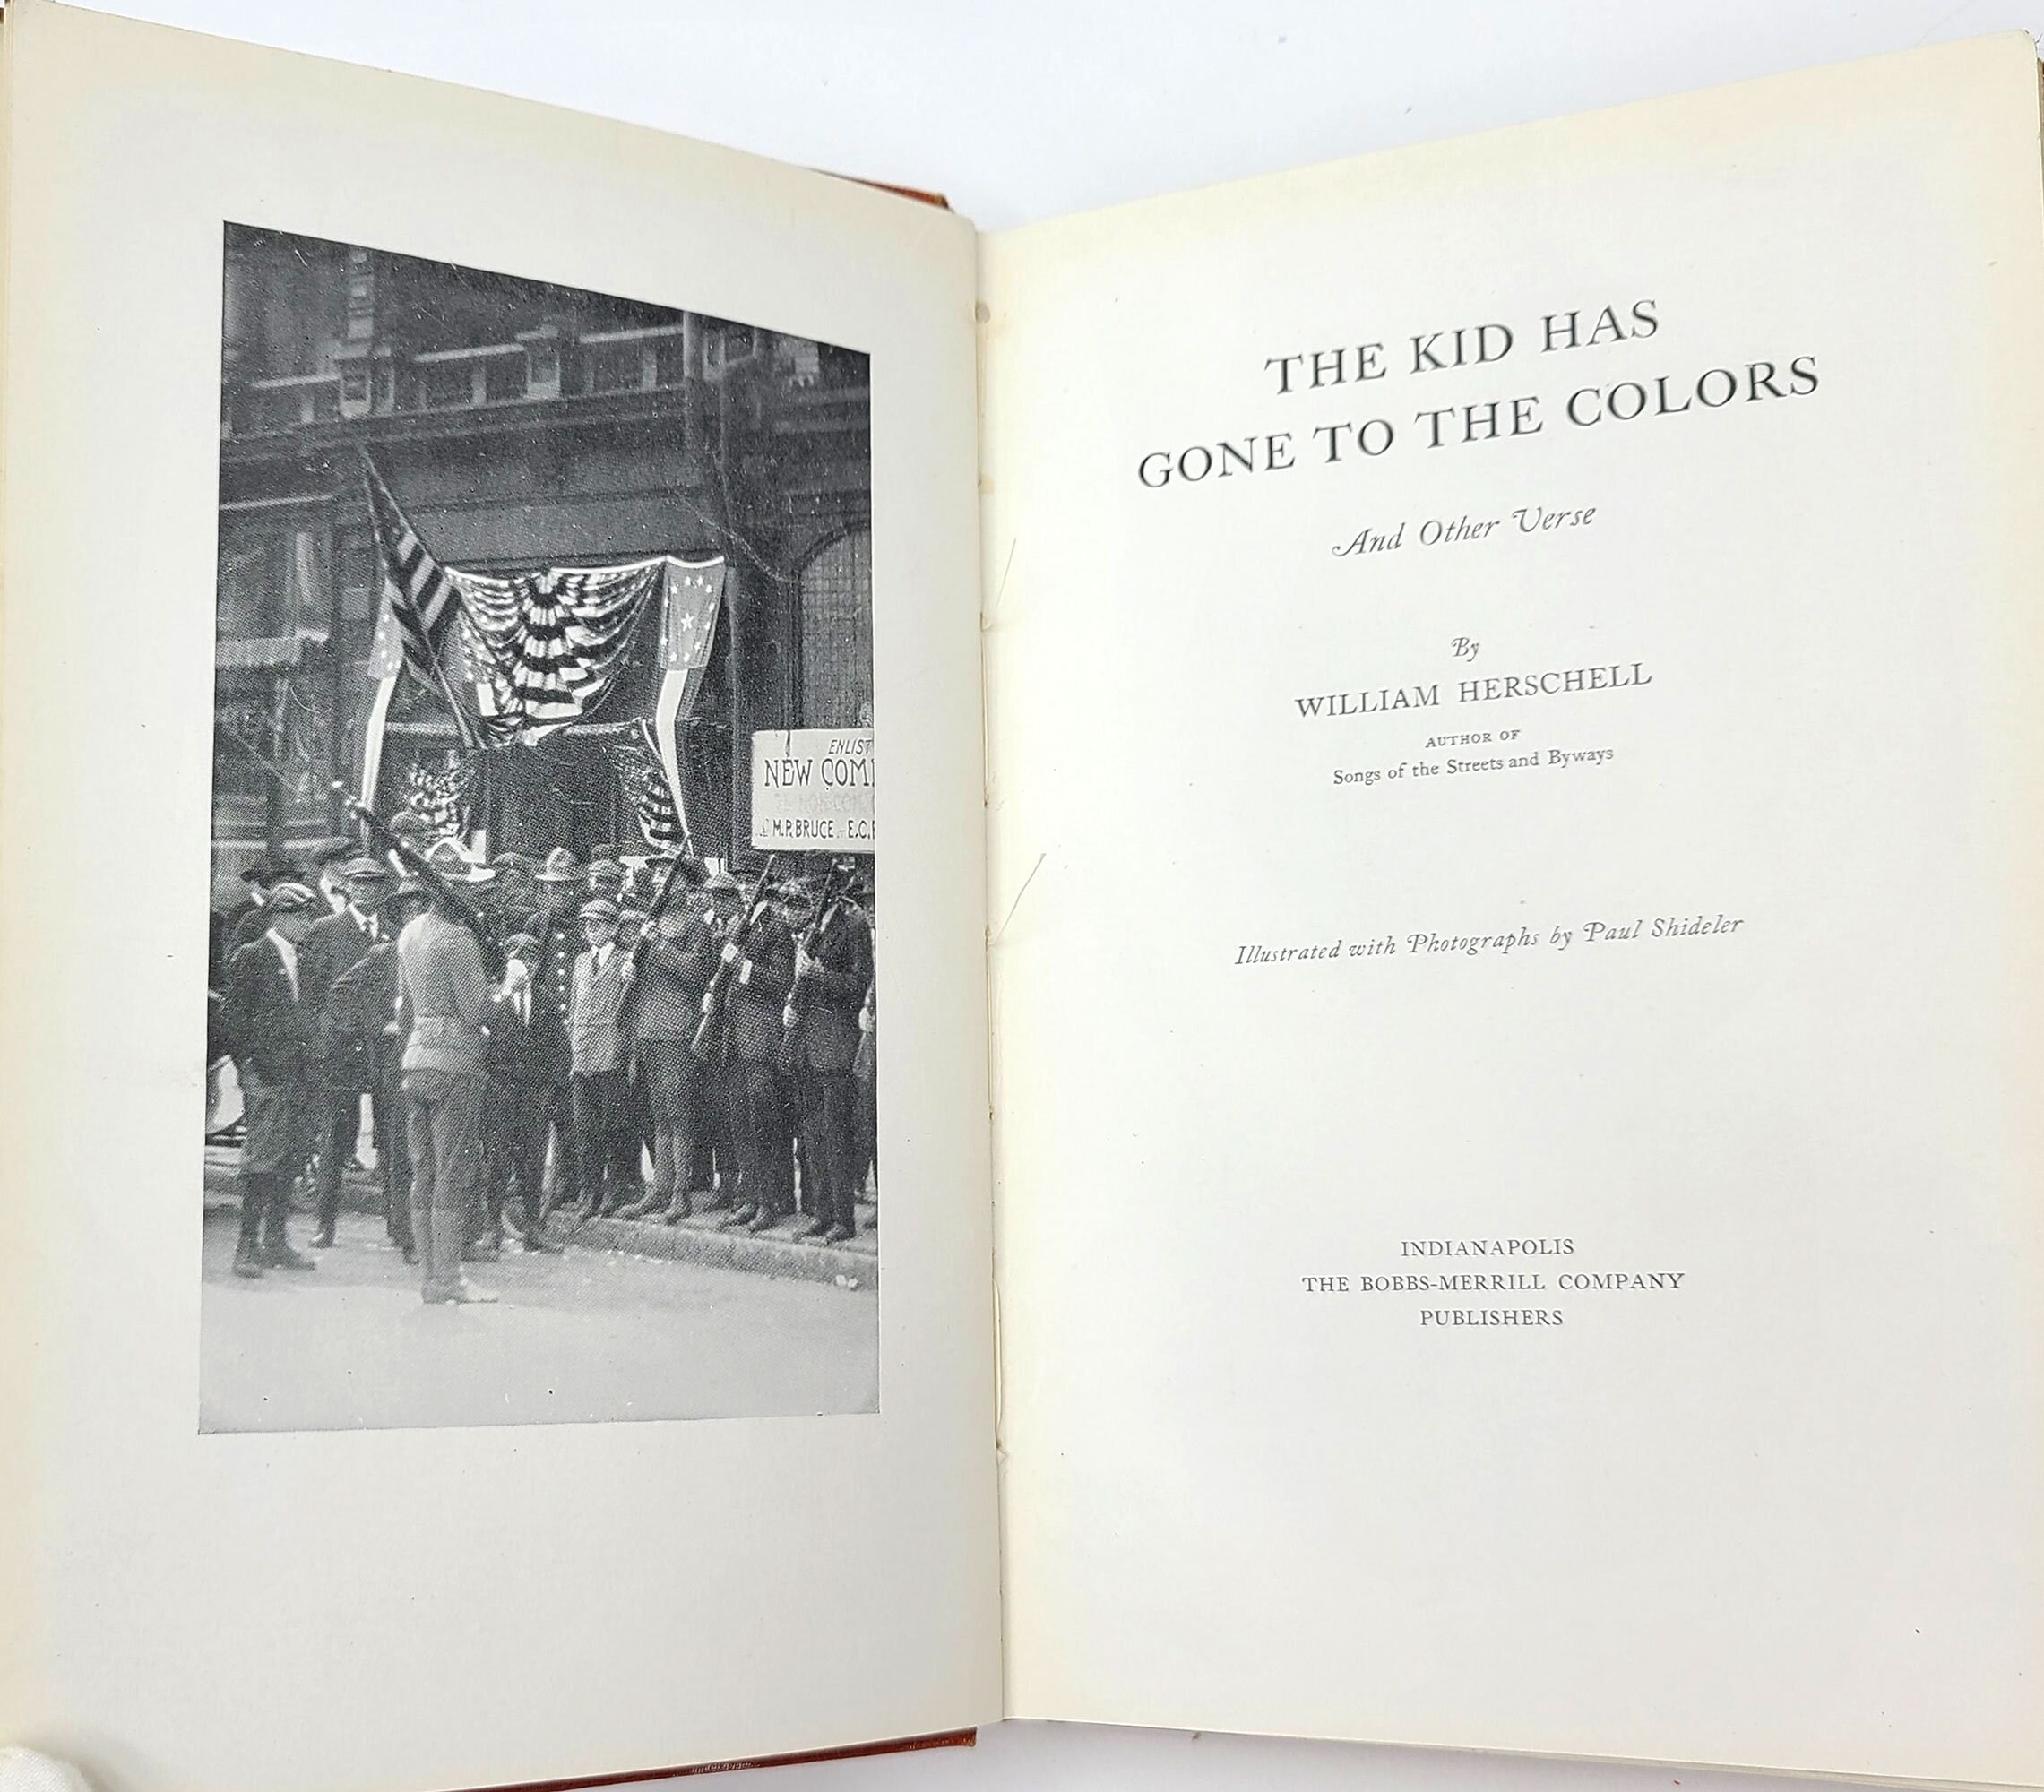 ENLIST
NEW COM
M.P. BRUCE - E.C.
THE KID HAS
GONE TO THE COLORS
And Other Verse
By
WILLIAM HERSCHELL
AUTHOR OF
Songs of the Streets and Byways
Illustrated with Photographs by Paul Shideler
INDIANAPOLIS
THE BOBBS-MERRILL COMPANY
PUBLISHERS